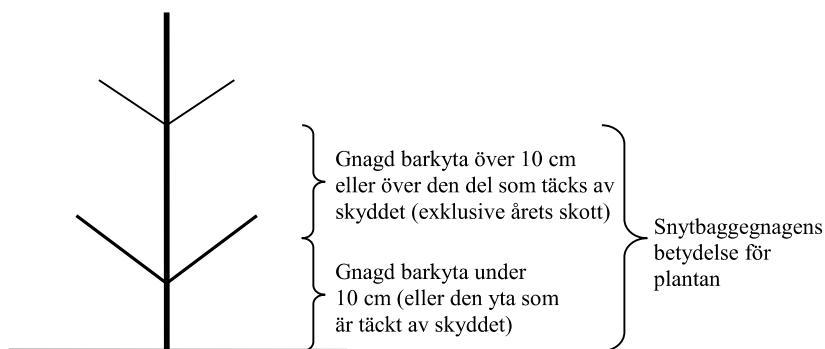 Gnagd barkyta över 10 cm
eller över den del som täcks av
skyddet (exklusive årets skott)
Gnagd barkyta under
10 cm (eller den yta som
är täckt av skyddet)
Snytbaggegnagens
betydelse för
plantan